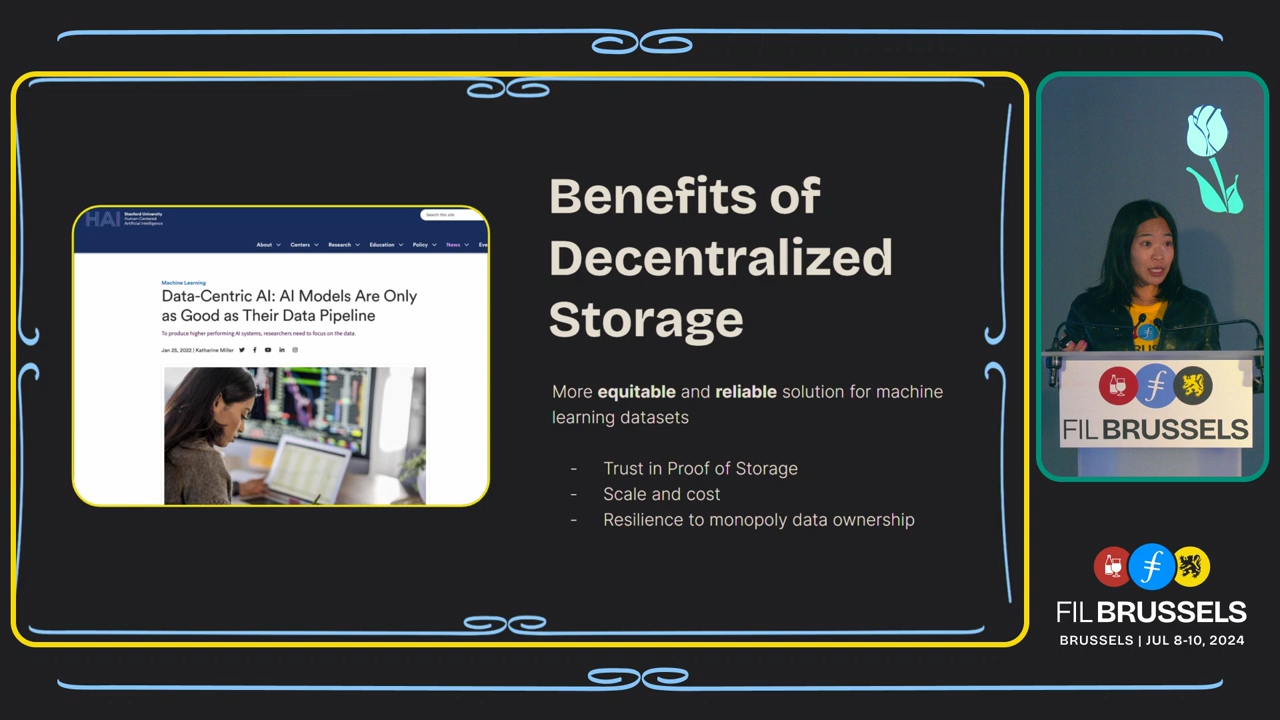 HAI
Stanford University
Human-Centered
Artificial Intelligence
Search this site
About Centers Research Education Policy News Eve
Machine Learning
Data-Centric AI: AI Models Are Only
as Good as Their Data Pipeline
To produce higher performing AI systems, researchers need to focus on the data.
Jan 25, 2022 | Katharine Miller
Benefits of
Decentralized
Storage
More equitable and reliable solution for machine
learning datasets
- Trust in Proof of Storage
- Scale and cost
- Resilience to monopoly data ownership
FIL BRUSSELS
FIL BRUSSELS
BRUSSELS | JUL 8-10, 2024